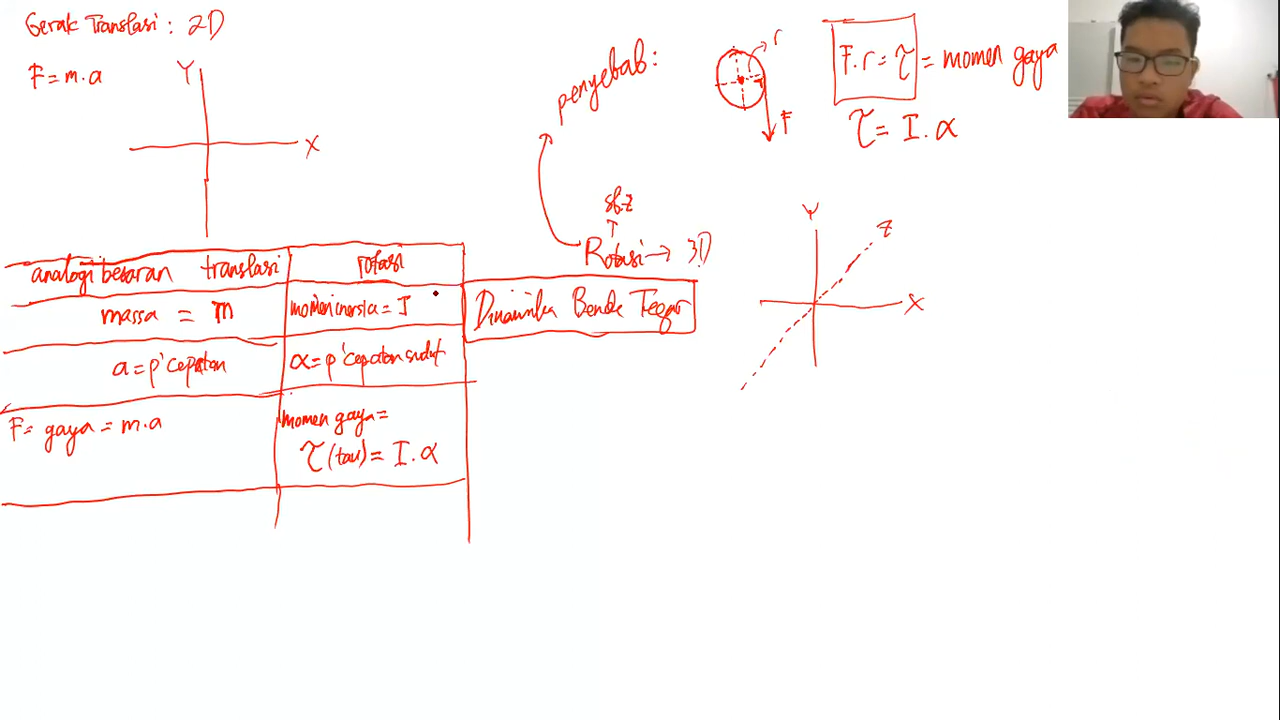 Gerak Translasi : 2D
F = m.a
Y
X
penyebab :
r
F
F.r = τ = momen gaya
τ = I.α
sb.z
Rotasi → 3D
Y
Z
X
analogi besaran translasi
rotasi
massa = m
momen inersia = I
Dinamika Benda Tegar
a = p'cepatan
α = p'cepatan sudut
F = gaya = m.a
momen gaya =
τ (tau) = I.α